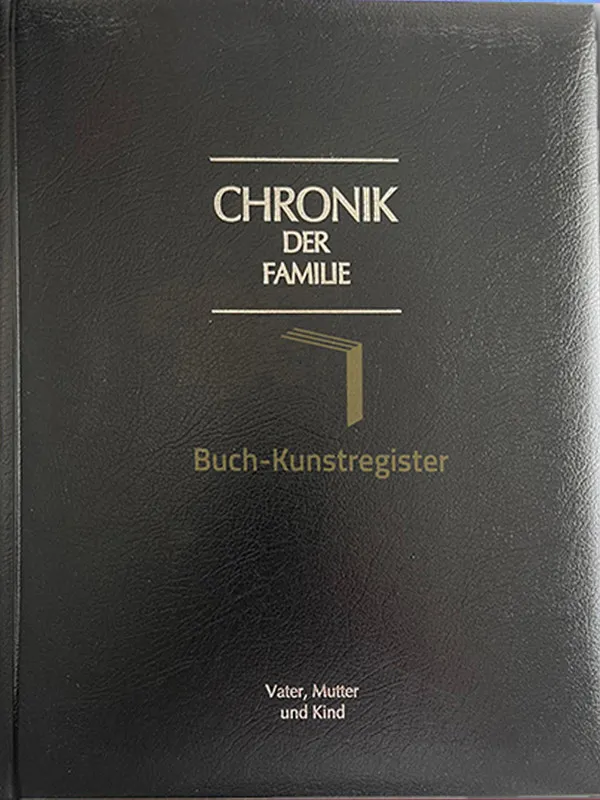 CHRONIK
DER
FAMILIE
Buch-Kunstregister
Vater, Mutter
und Kind